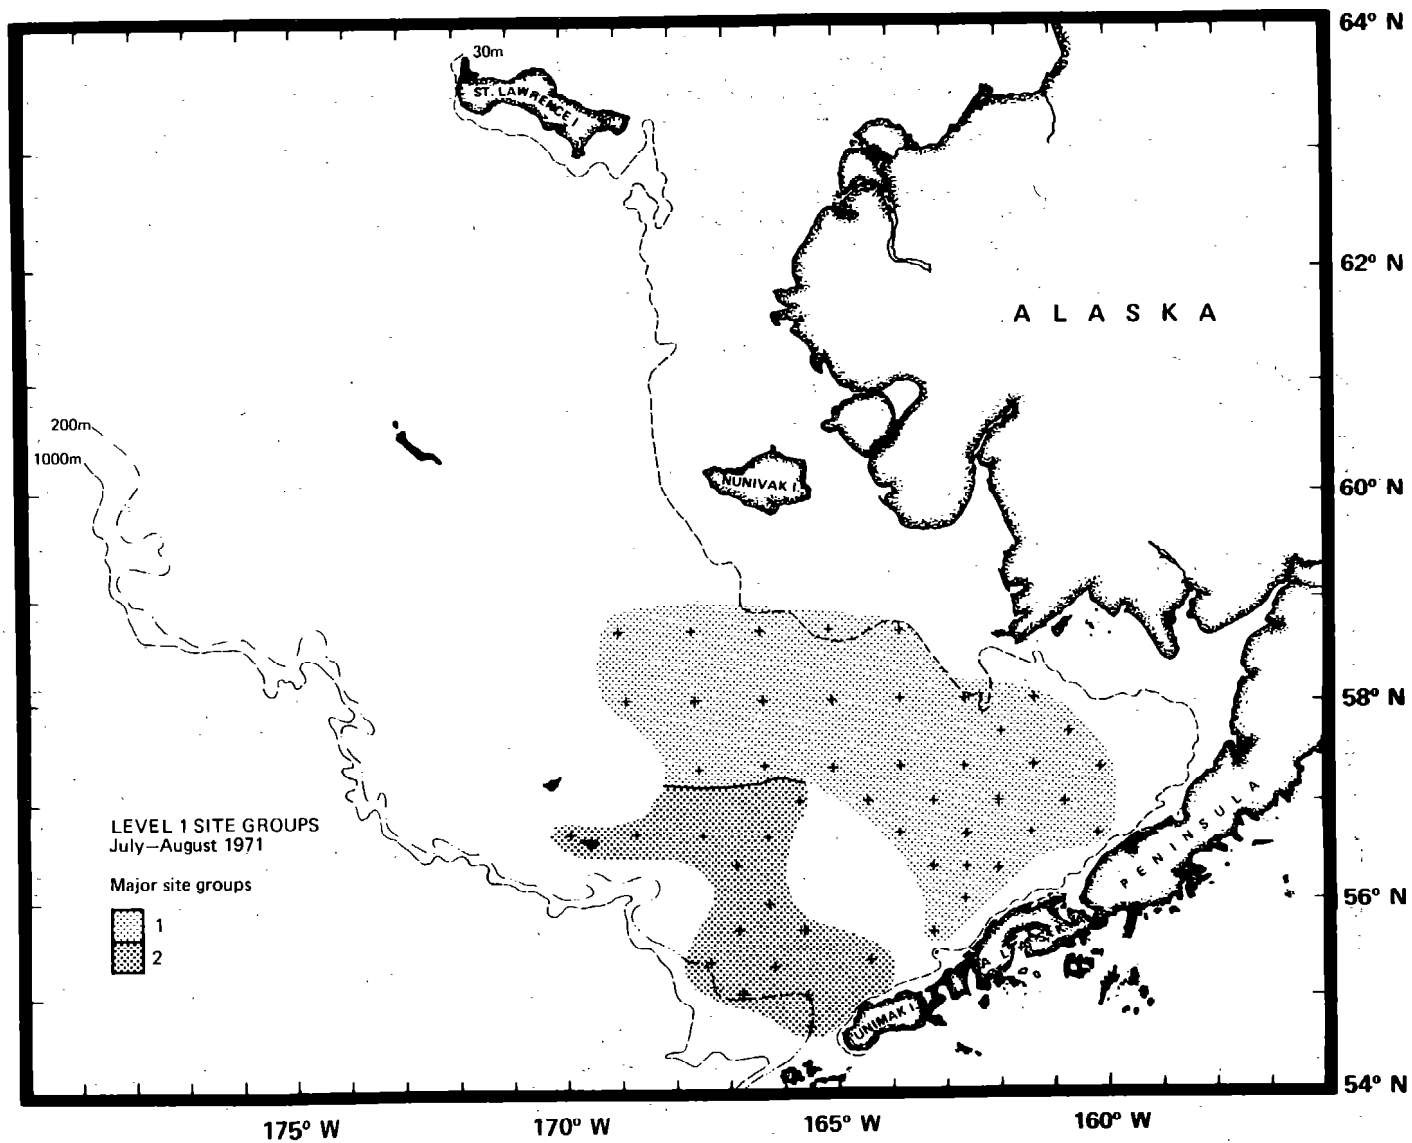 64° N
30m
ST. LAWRENCE I
62° N
ALASKA
200m
1000m
NUNIVAK I.
60° N
58° N
PENINSULA
LEVEL 1 SITE GROUPS
July—August 1971
Major site groups
1
2
56° N
ALASKA
UNIMAK I.
54° N
175° W
170° W
165° W
160° W